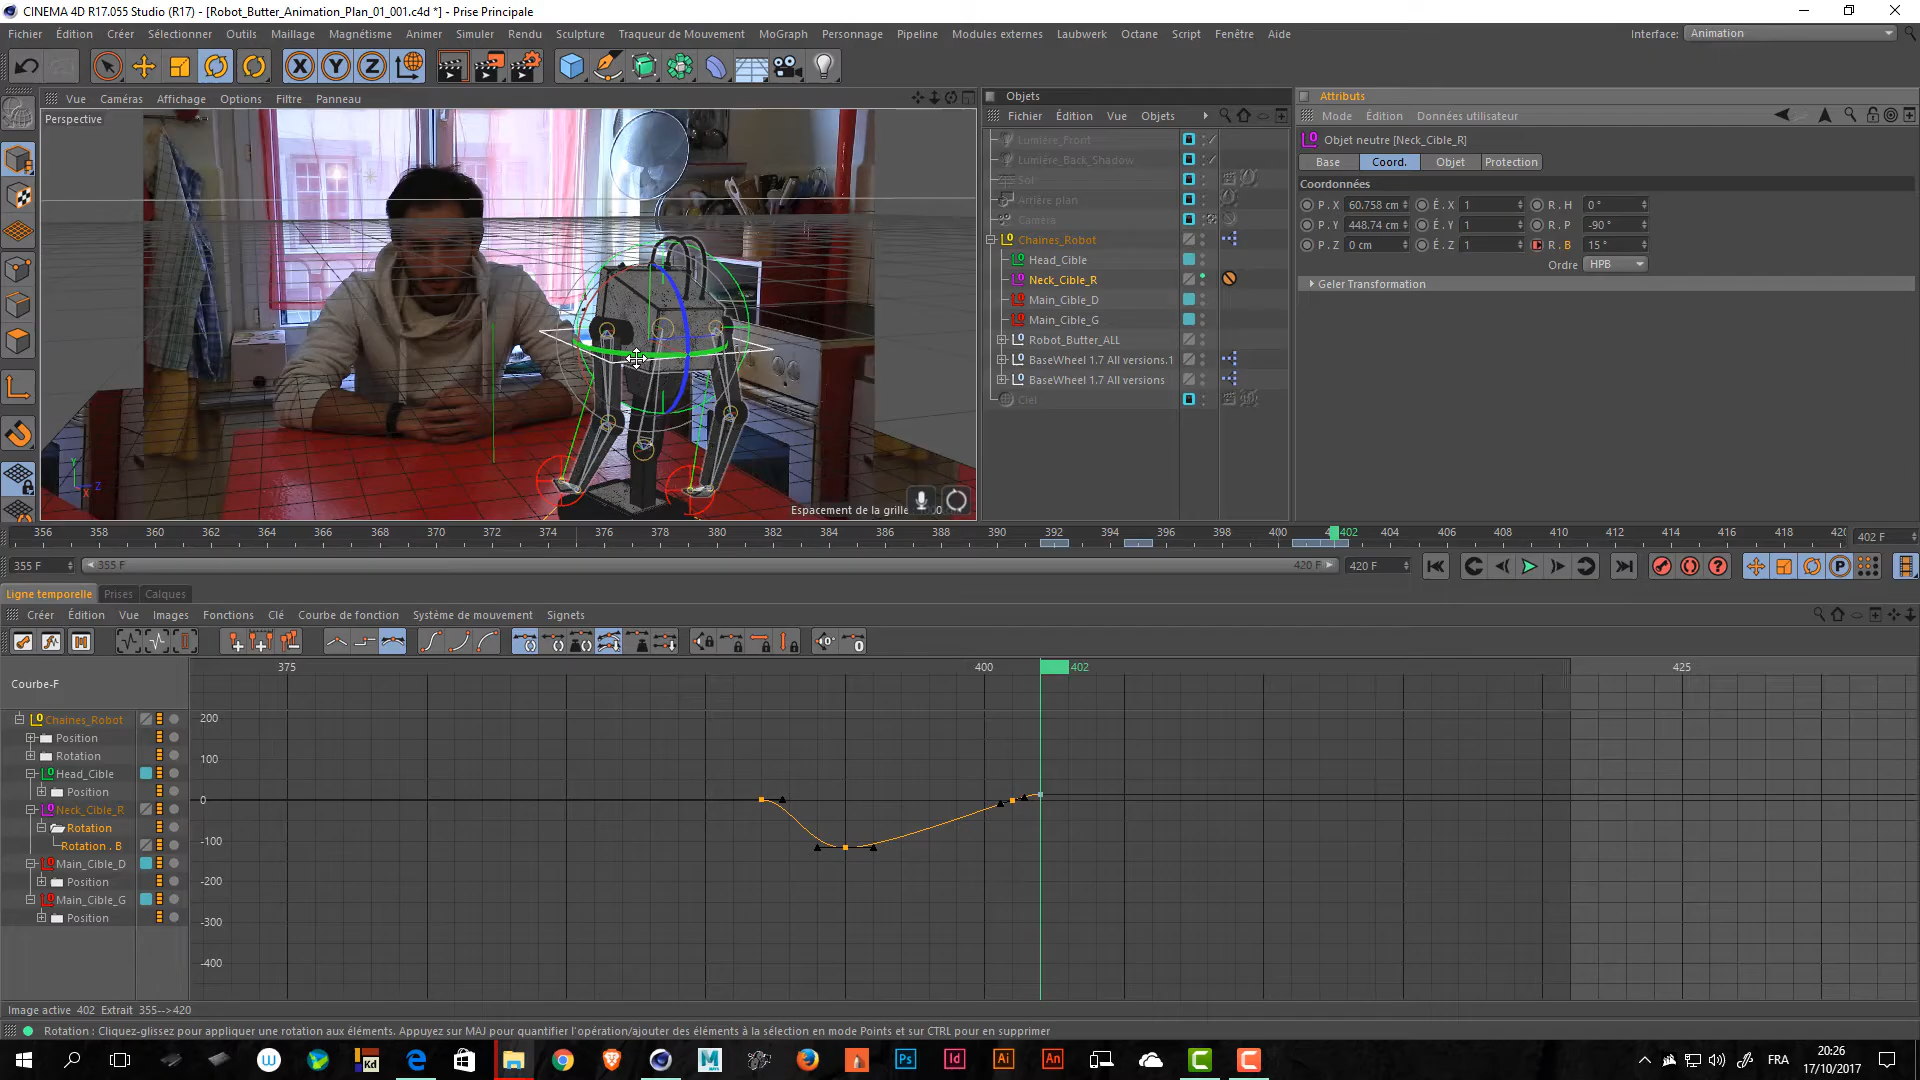 CINEMA 4D R17.055 Studio (R17) - [Robot_Butter_Animation_Plan_01_001.c4d *] - Prise Principale
Fichier Édition Créer Sélectionner Outils Maillage Magnétisme Animer Simuler Rendu Sculpture Traqueur de Mouvement MoGraph Personnage Pipeline Modules externes Laubwerk Octane Script Fenêtre Aide Interface: Animation
X Y Z
Vue Caméras Affichage Options Filtre Panneau
Perspective
Espacement de la grille
Objets
Fichier Édition Vue Objets
Lumière_Front
Lumière_Back_Shadow
Sol
Arrière plan
Caméra
Chaines_Robot
Head_Cible
Neck_Cible_R
Main_Cible_D
Main_Cible_G
Robot_Butter_ALL
BaseWheel 1.7 All versions.1
BaseWheel 1.7 All versions
Ciel
Attributs
Mode Édition Données utilisateur
Objet neutre [Neck_Cible_R]
Base Coord. Objet Protection
Coordonnées
P . X 60.758 cm É . X 1 R . H 0 °
P . Y 448.74 cm É . Y 1 R . P -90 °
P . Z 0 cm É . Z 1 R . B 15 °
Ordre HPB
Geler Transformation
356 358 360 362 364 366 368 370 372 374 376 378 380 382 384 386 388 390 392 394 396 398 400 402 404 406 408 410 412 414 416 418 402 F
355 F 355 F 420 F 420 F
Ligne temporelle Prises Calques
Créer Édition Vue Images Fonctions Clé Courbe de fonction Système de mouvement Signets
375 400 402 425
Courbe-F
Chaines_Robot
Position
Rotation
Head_Cible
Position
Neck_Cible_R
Rotation
Rotation . B
Main_Cible_D
Position
Main_Cible_G
Position
200
100
0
-100
-200
-300
-400
Image active 402 Extrait 355-->420
Rotation : Cliquez-glissez pour appliquer une rotation aux éléments. Appuyez sur MAJ pour quantifier l'opération/ajouter des éléments à la sélection en mode Points et sur CTRL pour en supprimer
Kd Ps Id Ai An FRA
20:26
17/10/2017